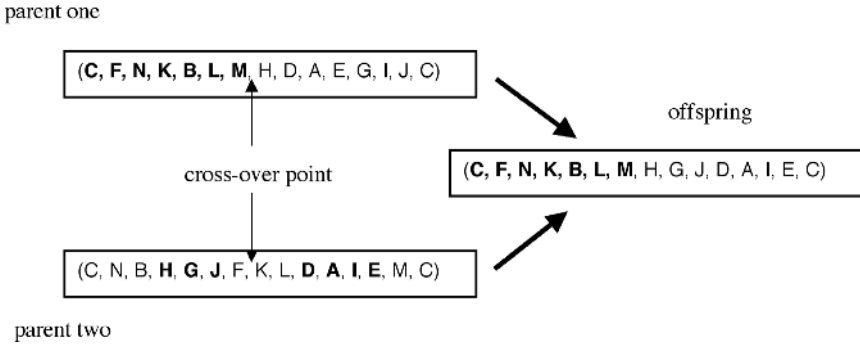 parent one
(C, F, N, K, B, L, M, H, D, A, E, G, I, J, C)
offspring
cross-over point
(C, F, N, K, B, L, M, H, G, J, D, A, I, E, C)
(C, N, B, H, G, J, F, K, L, D, A, I, E, M, C)
parent two